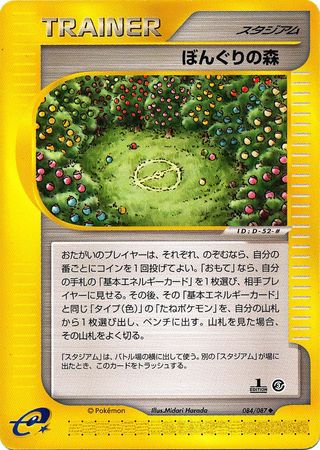 TRAINER
スタジアム
ぼんぐりの森
ID:D-52-#
おたがいのプレイヤーは、それぞれ、のぞむなら、自分の
番ごとにコインを1回投げてよい。「おもて」なら、自分
の手札の「基本エネルギーカード」を1枚選び、相手プレ
イヤーに見せる。その後、その「基本エネルギーカード」
と同じ「タイプ(色)」の「たねポケモン」を、自分の山札
から1枚選び出し、ベンチに出す。山札を見た場合、
その山札をよく切る。
「スタジアム」は、バトル場の横に出して使う。別の「スタジアム」が場に
出たとき、このカードをトラッシュする。
1
EDITION
3
e
©Pokémon
Illus.Midori Harada
084/087◆